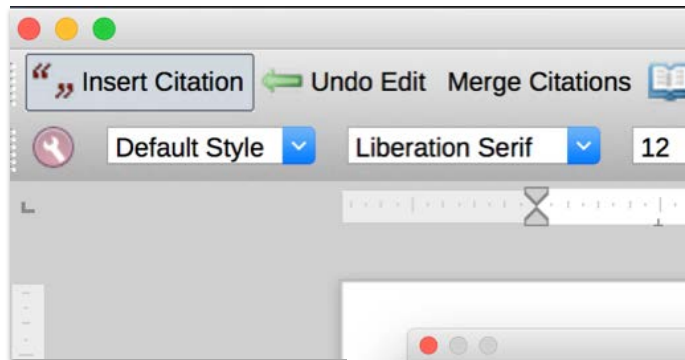 “ „ Insert Citation Undo Edit Merge Citations
Default Style Liberation Serif 12